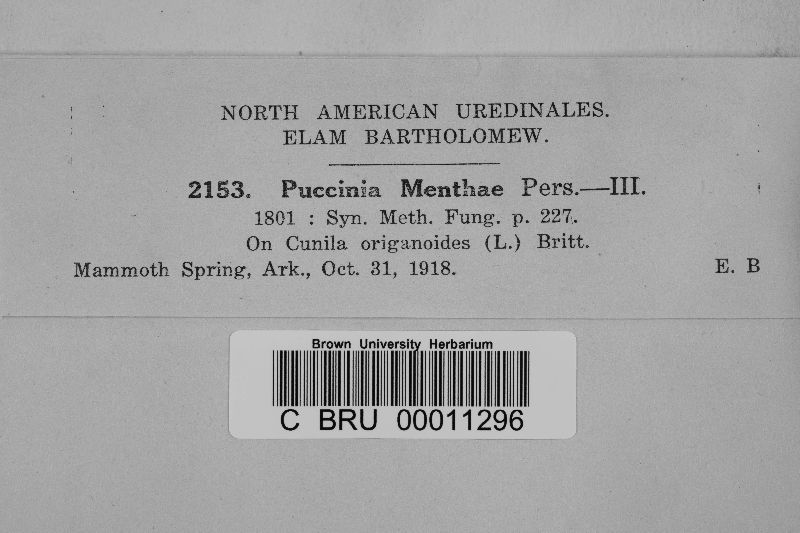 NORTH AMERICAN UREDINALES.
ELAM BARTHOLOMEW.
2153. Puccinia Menthae Pers.—III.
1801 : Syn. Meth. Fung. p. 227.
On Cunila origanoides (L.) Britt.
Mammoth Spring, Ark., Oct. 31, 1918. E. B
Brown University Herbarium
C BRU 00011296